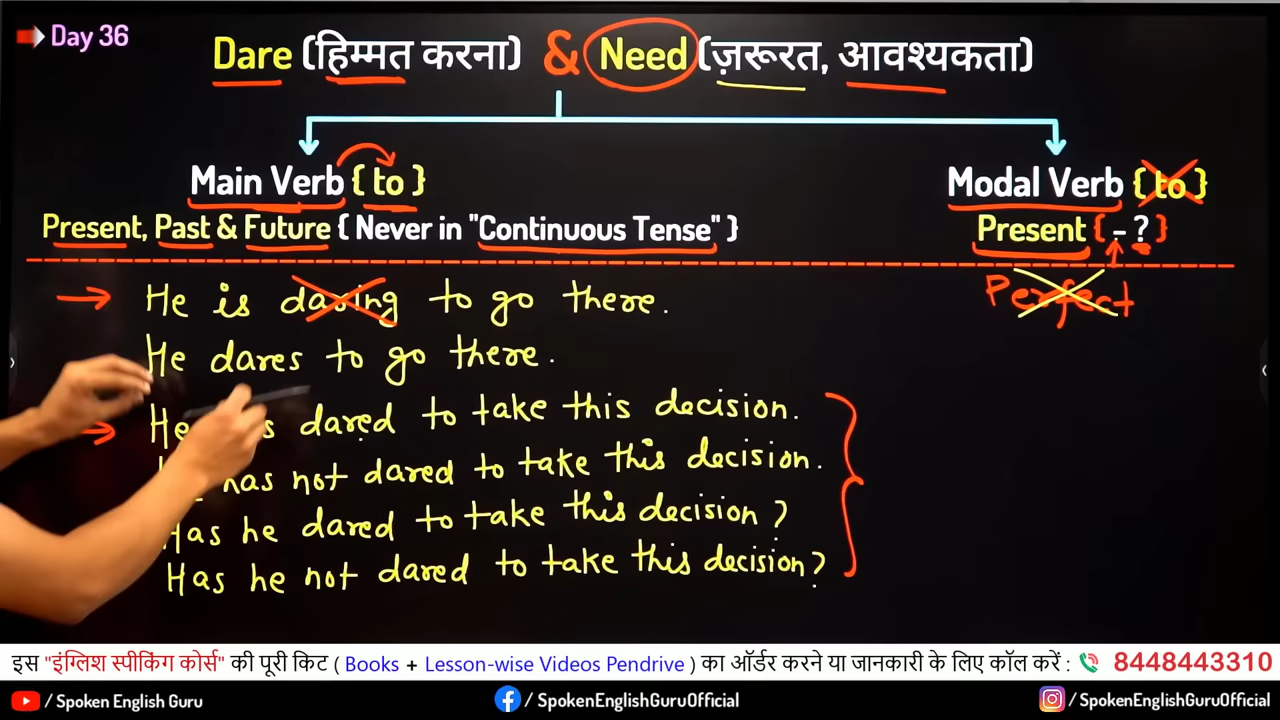 Day 36
Dare (हिम्मत करना) & Need (ज़रूरत, आवश्यकता)
Main Verb { to }
Present, Past & Future { Never in "Continuous Tense" }
Modal Verb { to }
Present { - ? }
Perfect
He is daring to go there.
He dares to go there.
He dared to take this decision.
has not dared to take this decision.
Has he dared to take this decision ?
Has he not dared to take this decision?
इस "इंग्लिश स्पीकिंग कोर्स" की पूरी किट ( Books + Lesson-wise Videos Pendrive ) का ऑर्डर करने या जानकारी के लिए कॉल करें : 8448443310
/ Spoken English Guru
/ SpokenEnglishGuruOfficial
/ SpokenEnglishGuruOfficial